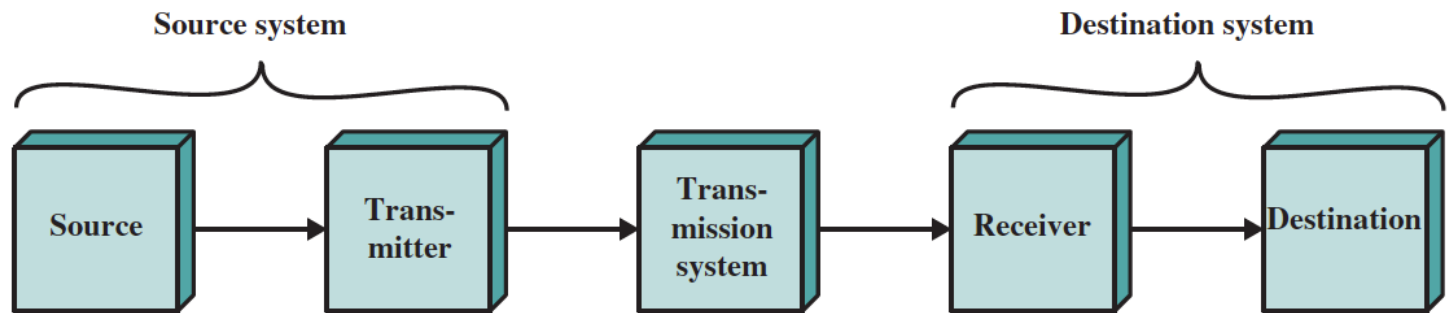 Source system
Destination system
Source
Trans-
mitter
Trans-
mission
system
Receiver
Destination